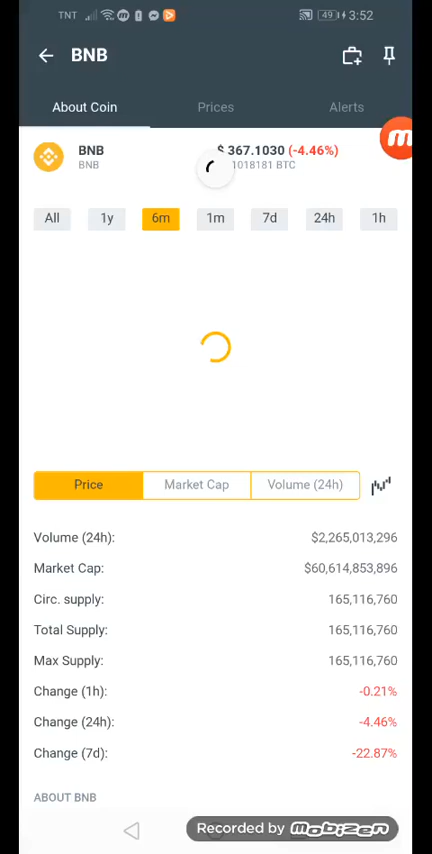 TNT 49 3:52
BNB
About Coin Prices Alerts
BNB $ 367.1030 (-4.46%)
BNB 1018181 BTC
All 1y 6m 1m 7d 24h 1h
Price Market Cap Volume (24h)
Volume (24h): $2,265,013,296
Market Cap: $60,614,853,896
Circ. supply: 165,116,760
Total Supply: 165,116,760
Max Supply: 165,116,760
Change (1h): -0.21%
Change (24h): -4.46%
Change (7d): -22.87%
ABOUT BNB
Recorded by mobizen